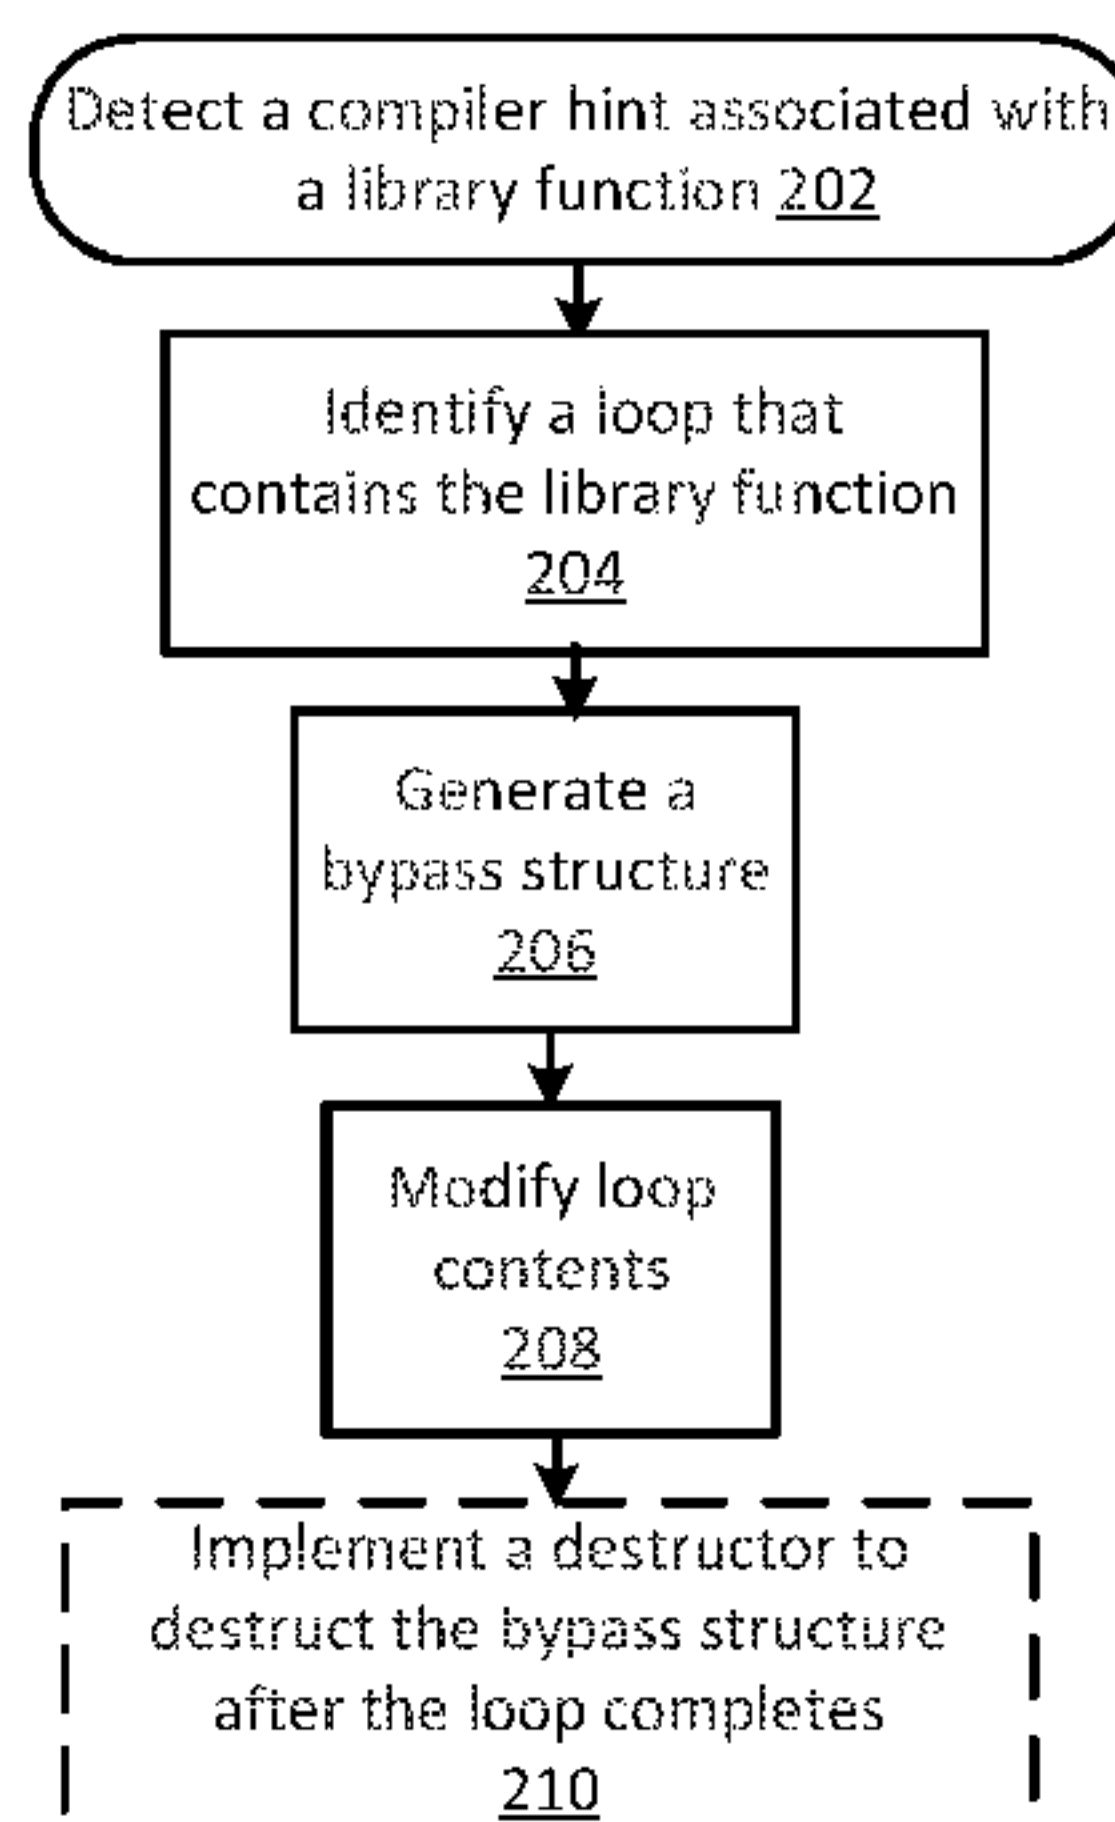 Detect a compiler hint associated with
a library function 202
Identify a loop that
contains the library function
204
Generate a
bypass structure
206
Modify loop
contents
208
Implement a destructor to
destruct the bypass structure
after the loop completes
210